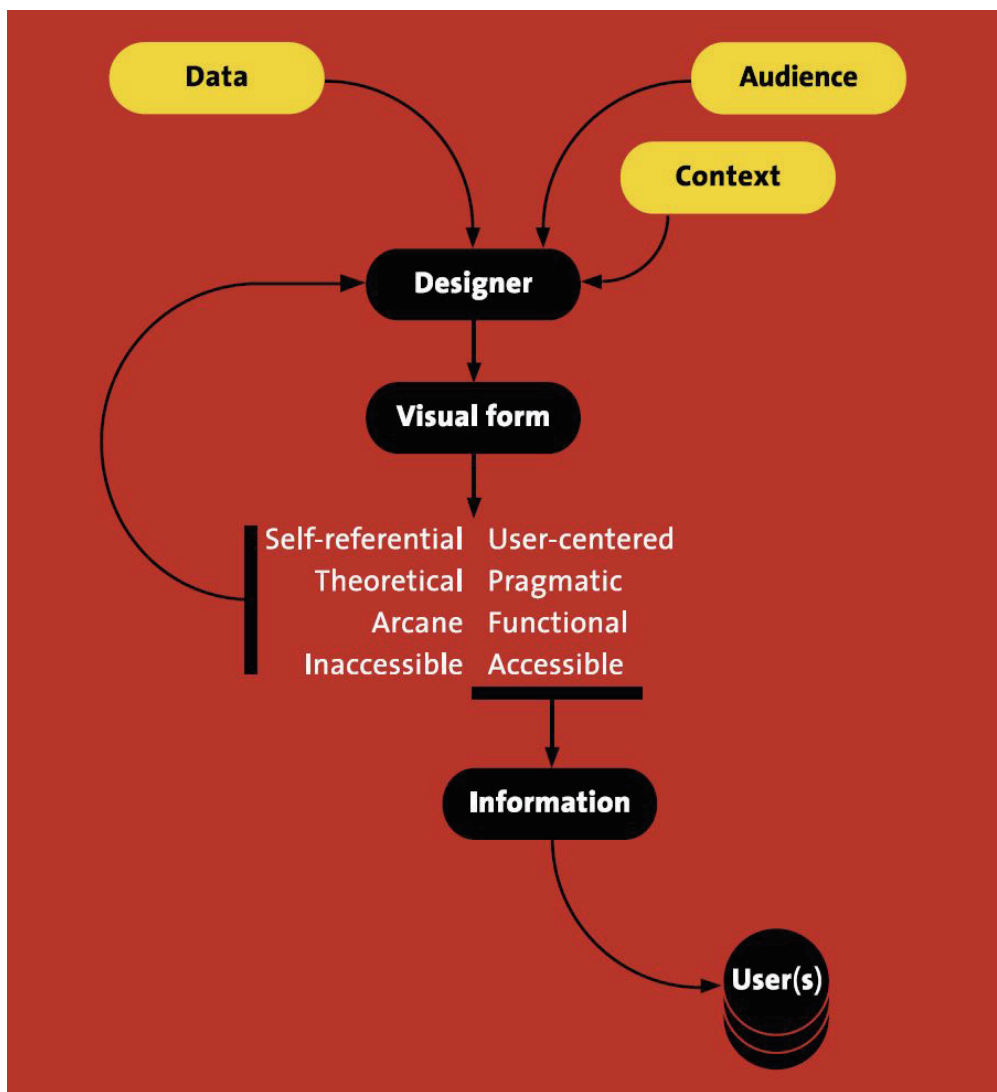 Data
Audience
Context
Designer
Visual form
Self-referential User-centered
Theoretical Pragmatic
Arcane Functional
Inaccessible Accessible
Information
User(s)